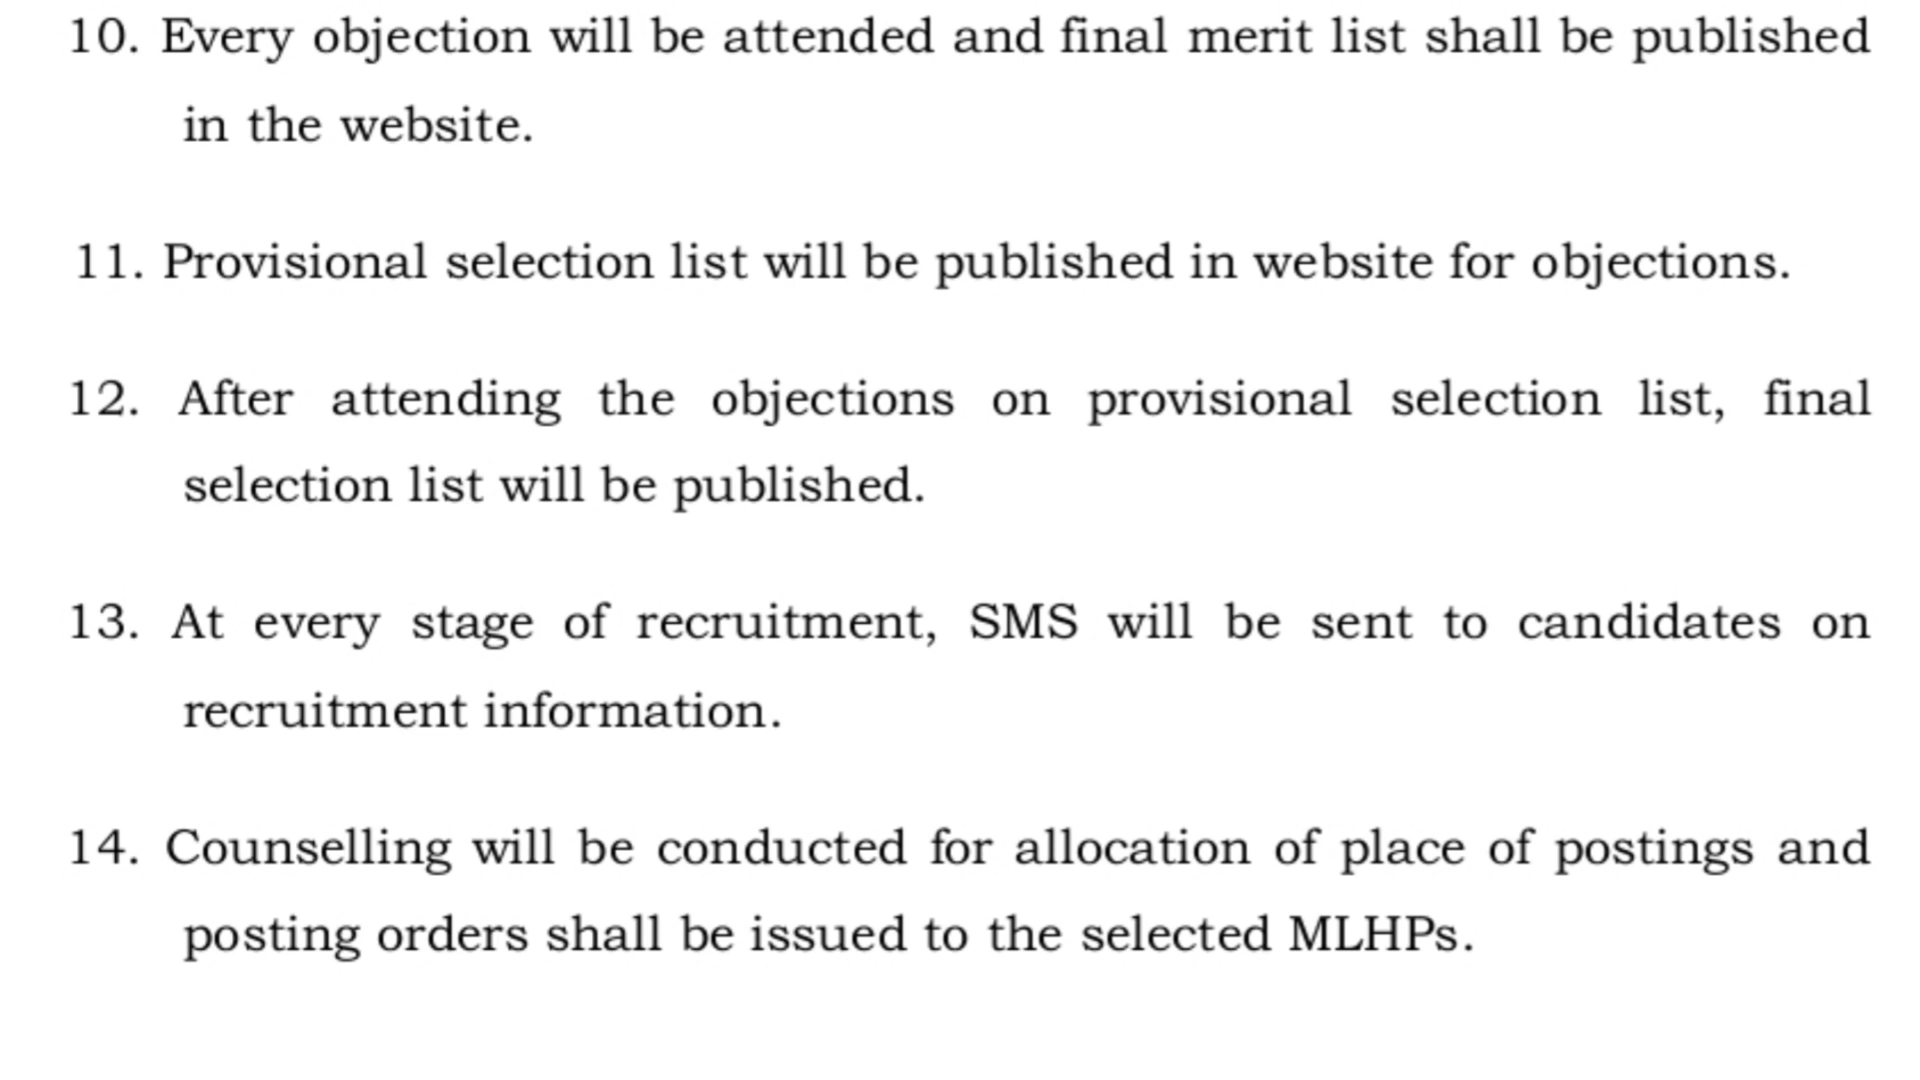 10. Every objection will be attended and final merit list shall be published
in the website.
11. Provisional selection list will be published in website for objections.
12. After attending the objections on provisional selection list, final
selection list will be published.
13. At every stage of recruitment, SMS will be sent to candidates on
recruitment information.
14. Counselling will be conducted for allocation of place of postings and
posting orders shall be issued to the selected MLHPs.